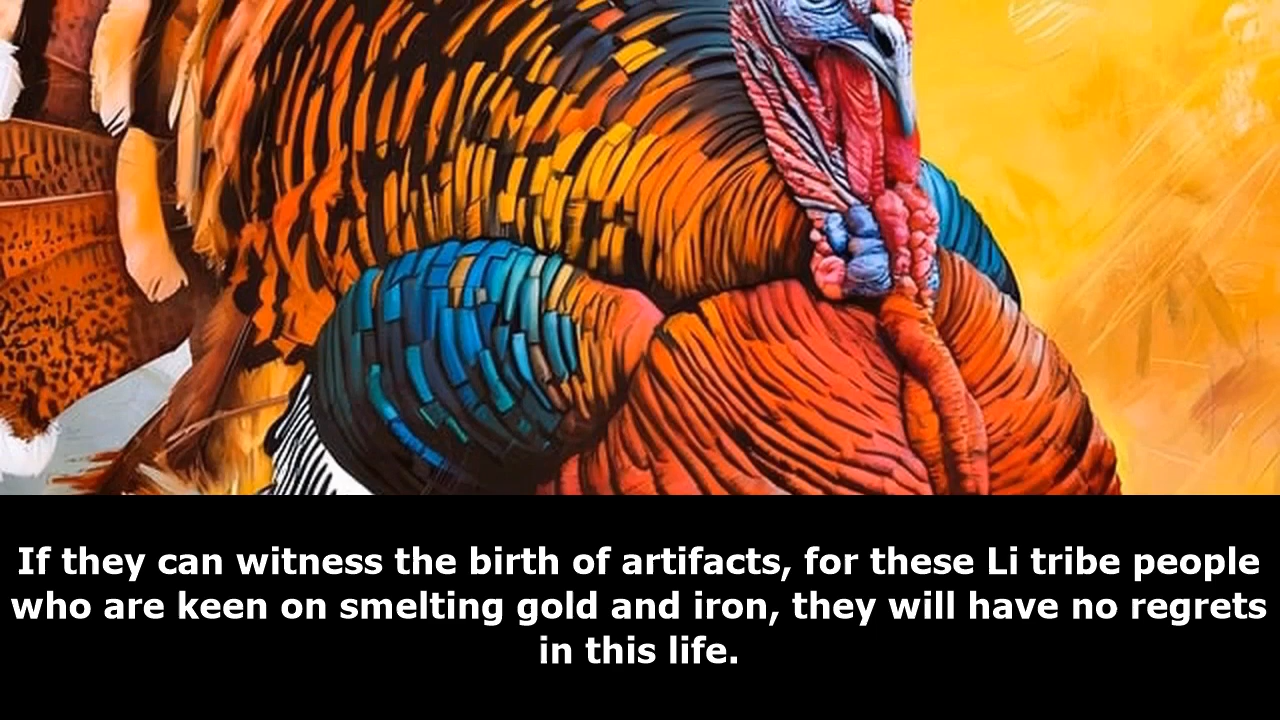 If they can witness the birth of artifacts, for these Li tribe people
who are keen on smelting gold and iron, they will have no regrets
in this life.